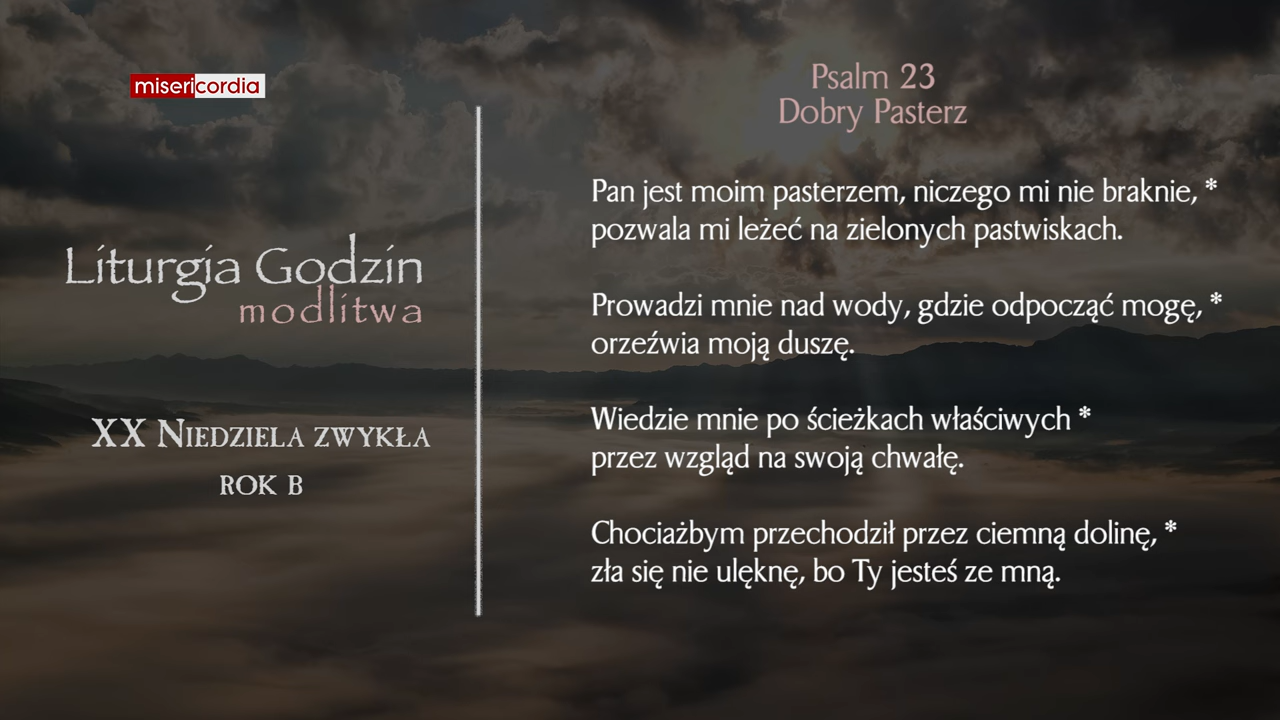 misericordia
Liturgia Godzin
modlitwa
XX Niedziela zwykła
rok B
Psalm 23
Dobry Pasterz
Pan jest moim pasterzem, niczego mi nie braknie, *
pozwala mi leżeć na zielonych pastwiskach.
Prowadzi mnie nad wody, gdzie odpocząć mogę, *
orzeźwia moją duszę.
Wiedzie mnie po ścieżkach właściwych *
przez wzgląd na swoją chwałę.
Chociażbym przechodził przez ciemną dolinę, *
zła się nie ulęknę, bo Ty jesteś ze mną.